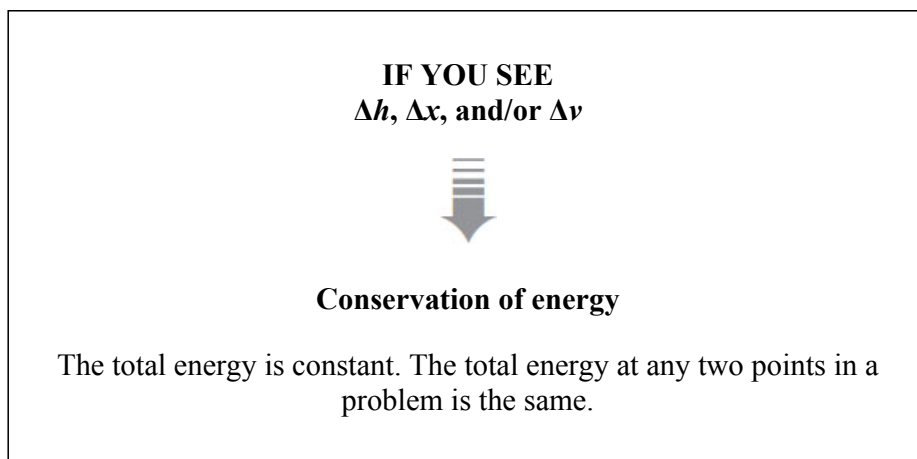 IF YOU SEE
Δh, Δx, and/or Δv
Conservation of energy
The total energy is constant. The total energy at any two points in a
problem is the same.